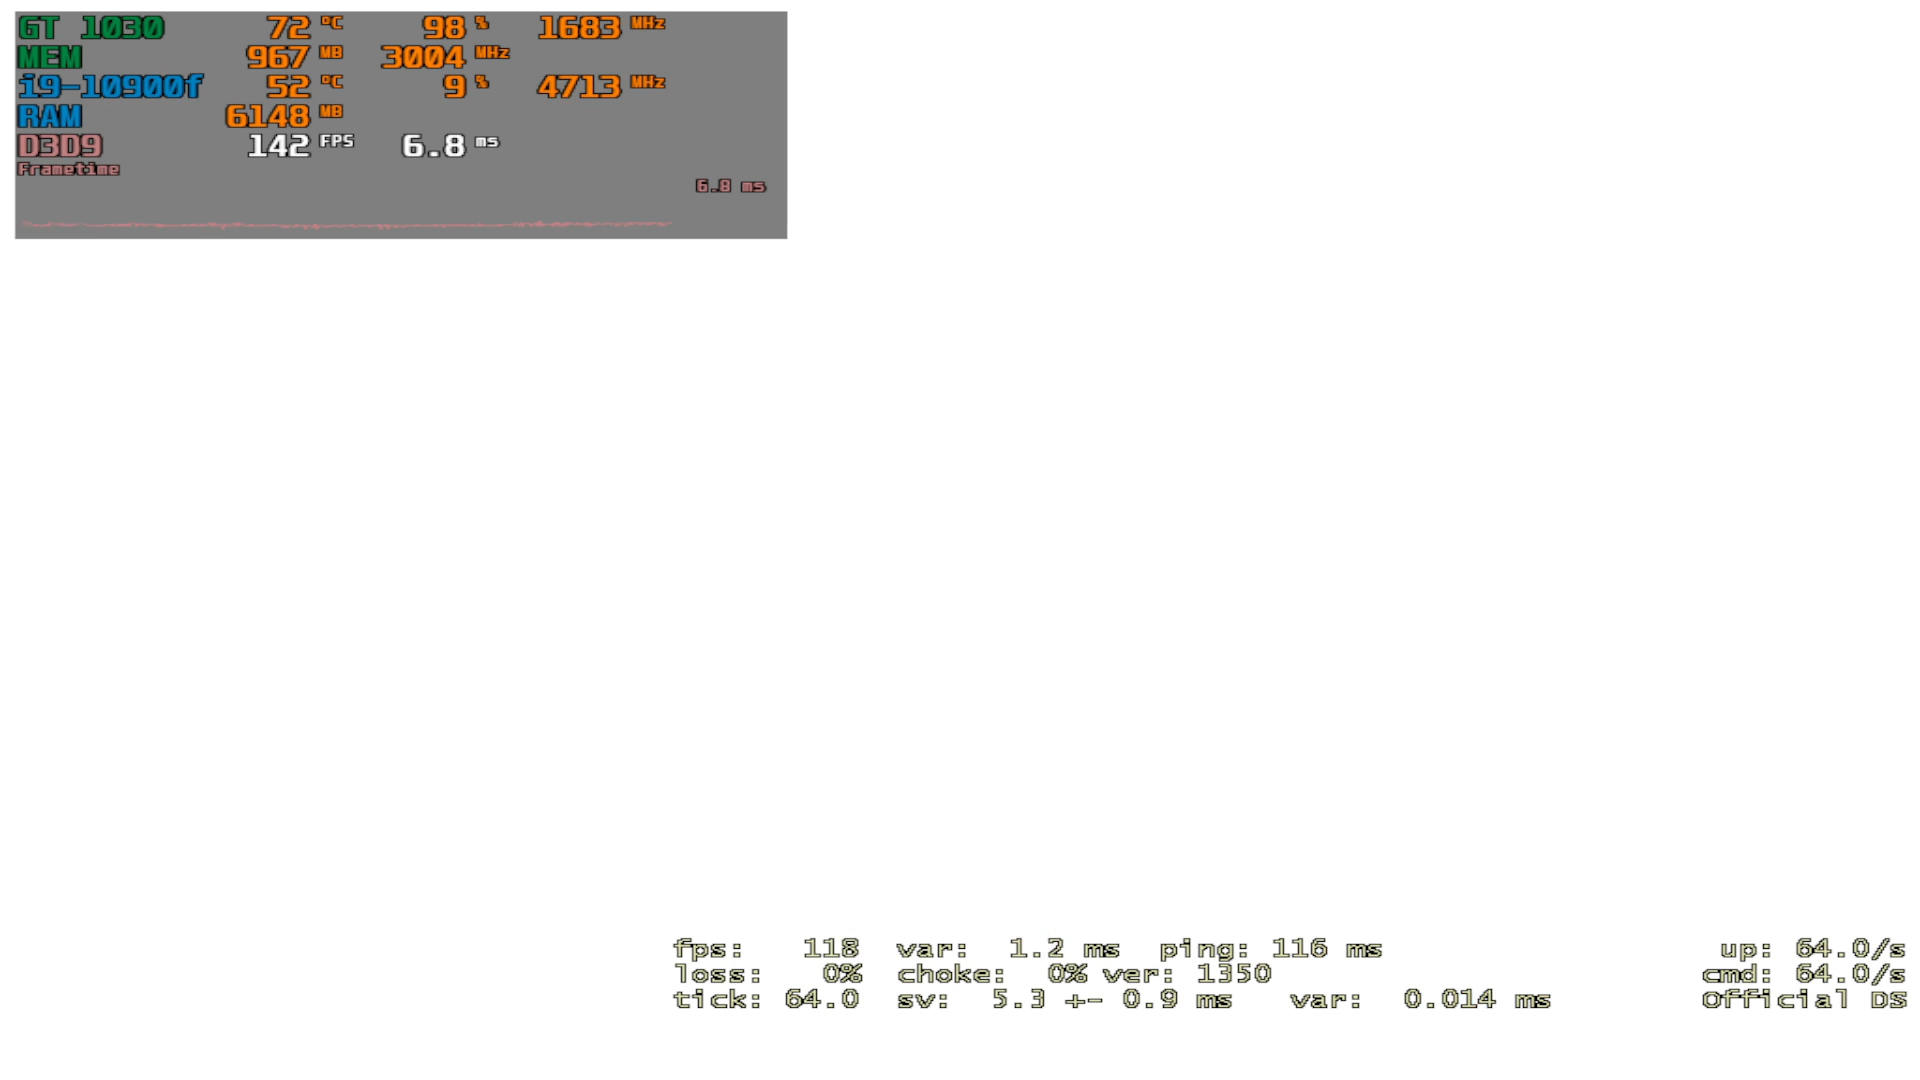 GT 1030 72 °C 98 % 1683 MHz
MEM 967 MB 3004 MHz
i9-10900f 52 °C 9 % 4713 MHz
RAM 6148 MB
D3D9 142 FPS 6.8 ms
Frametime
6.8 ms
fps: 118 var: 1.2 ms ping: 116 ms up: 64.0/s
loss: 0% choke: 0% ver: 1350 cmd: 64.0/s
tick: 64.0 sv: 5.3 +- 0.9 ms var: 0.014 ms Official DS